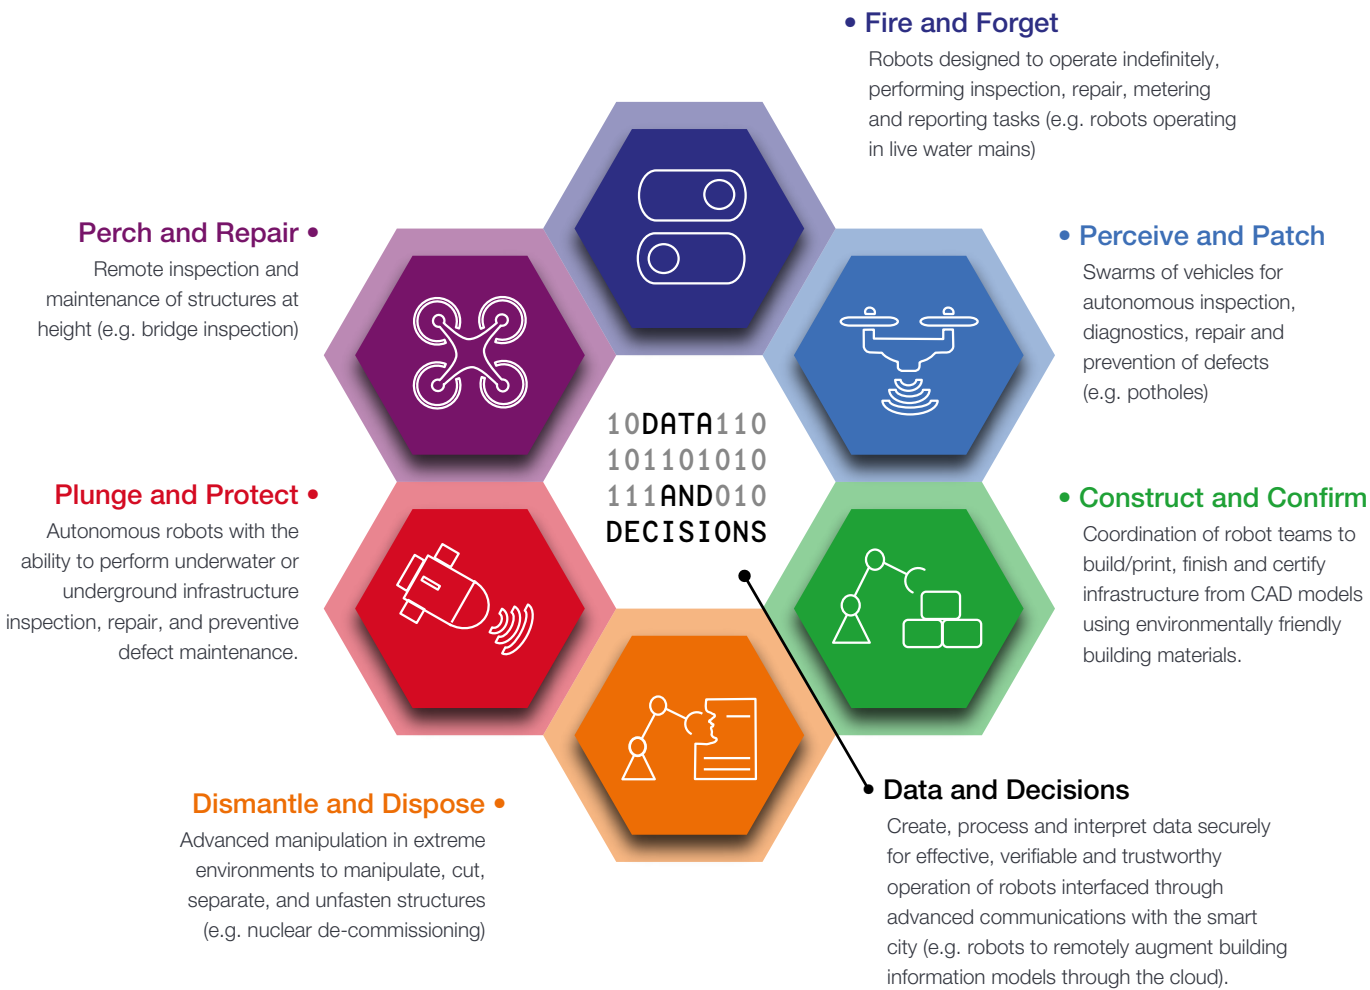 • Fire and Forget
Robots designed to operate indefinitely,
performing inspection, repair, metering
and reporting tasks (e.g. robots operating
in live water mains)
Perch and Repair •
Remote inspection and
maintenance of structures at
height (e.g. bridge inspection)
• Perceive and Patch
Swarms of vehicles for
autonomous inspection,
diagnostics, repair and
prevention of defects
(e.g. potholes)
10DATA110
101101010
111AND010
DECISIONS
Plunge and Protect •
Autonomous robots with the
ability to perform underwater or
underground infrastructure
inspection, repair, and preventive
defect maintenance.
• Construct and Confirm
Coordination of robot teams to
build/print, finish and certify
infrastructure from CAD models
using environmentally friendly
building materials.
Dismantle and Dispose •
Advanced manipulation in extreme
environments to manipulate, cut,
separate, and unfasten structures
(e.g. nuclear de-commissioning)
• Data and Decisions
Create, process and interpret data securely
for effective, verifiable and trustworthy
operation of robots interfaced through
advanced communications with the smart
city (e.g. robots to remotely augment building
information models through the cloud).